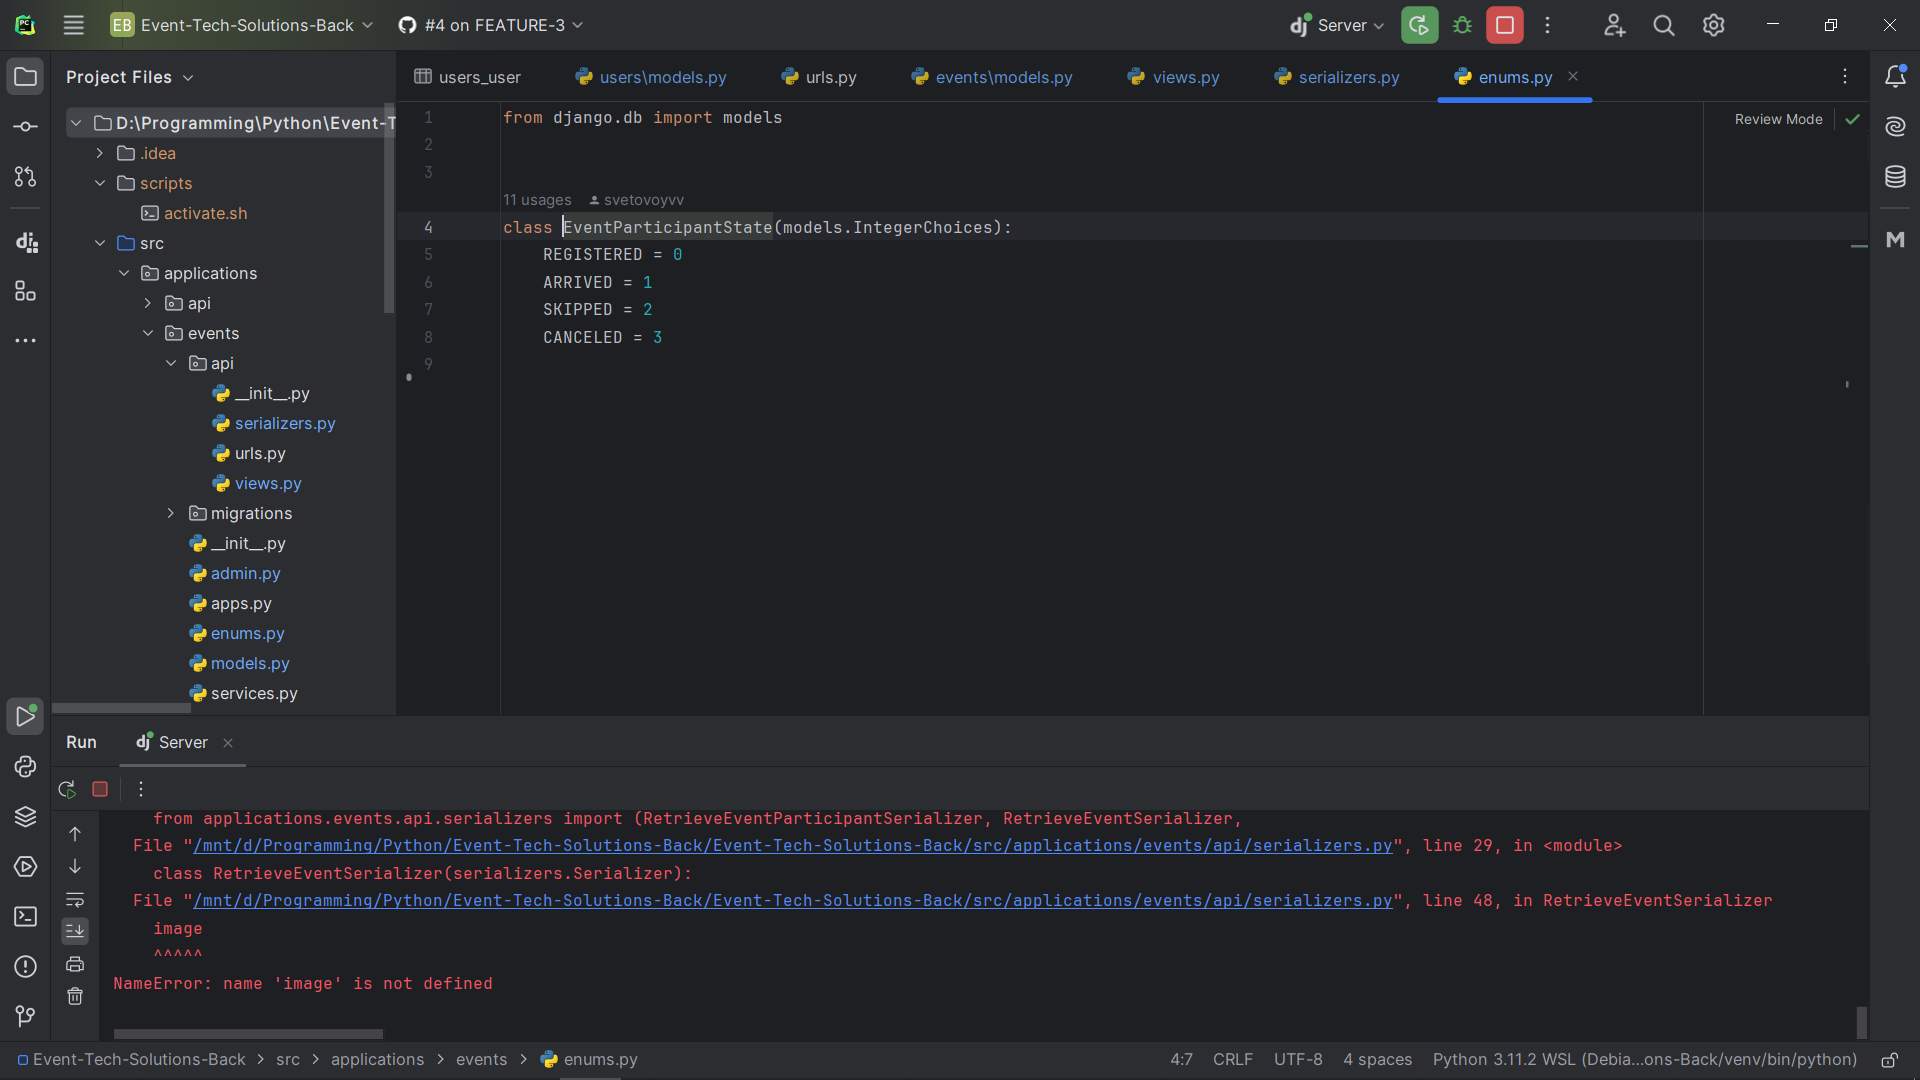 EB Event-Tech-Solutions-Back #4 on FEATURE-3 dj Server
Project Files
users_user users\models.py urls.py events\models.py views.py serializers.py enums.py
D:\Programming\Python\Event-T
.idea
scripts
activate.sh
src
applications
api
events
api
__init__.py
serializers.py
urls.py
views.py
migrations
__init__.py
admin.py
apps.py
enums.py
models.py
services.py
Review Mode
1 from django.db import models
2
3
11 usages svetovoyvv
4 class EventParticipantState(models.IntegerChoices):
5 REGISTERED = 0
6 ARRIVED = 1
7 SKIPPED = 2
8 CANCELED = 3
9
M
Run dj Server
from applications.events.api.serializers import (RetrieveEventParticipantSerializer, RetrieveEventSerializer,
File "/mnt/d/Programming/Python/Event-Tech-Solutions-Back/Event-Tech-Solutions-Back/src/applications/events/api/serializers.py", line 29, in <module>
class RetrieveEventSerializer(serializers.Serializer):
File "/mnt/d/Programming/Python/Event-Tech-Solutions-Back/Event-Tech-Solutions-Back/src/applications/events/api/serializers.py", line 48, in RetrieveEventSerializer
image
^^^^^
NameError: name 'image' is not defined
Event-Tech-Solutions-Back > src > applications > events > enums.py 4:7 CRLF UTF-8 4 spaces Python 3.11.2 WSL (Debia...ons-Back/venv/bin/python)